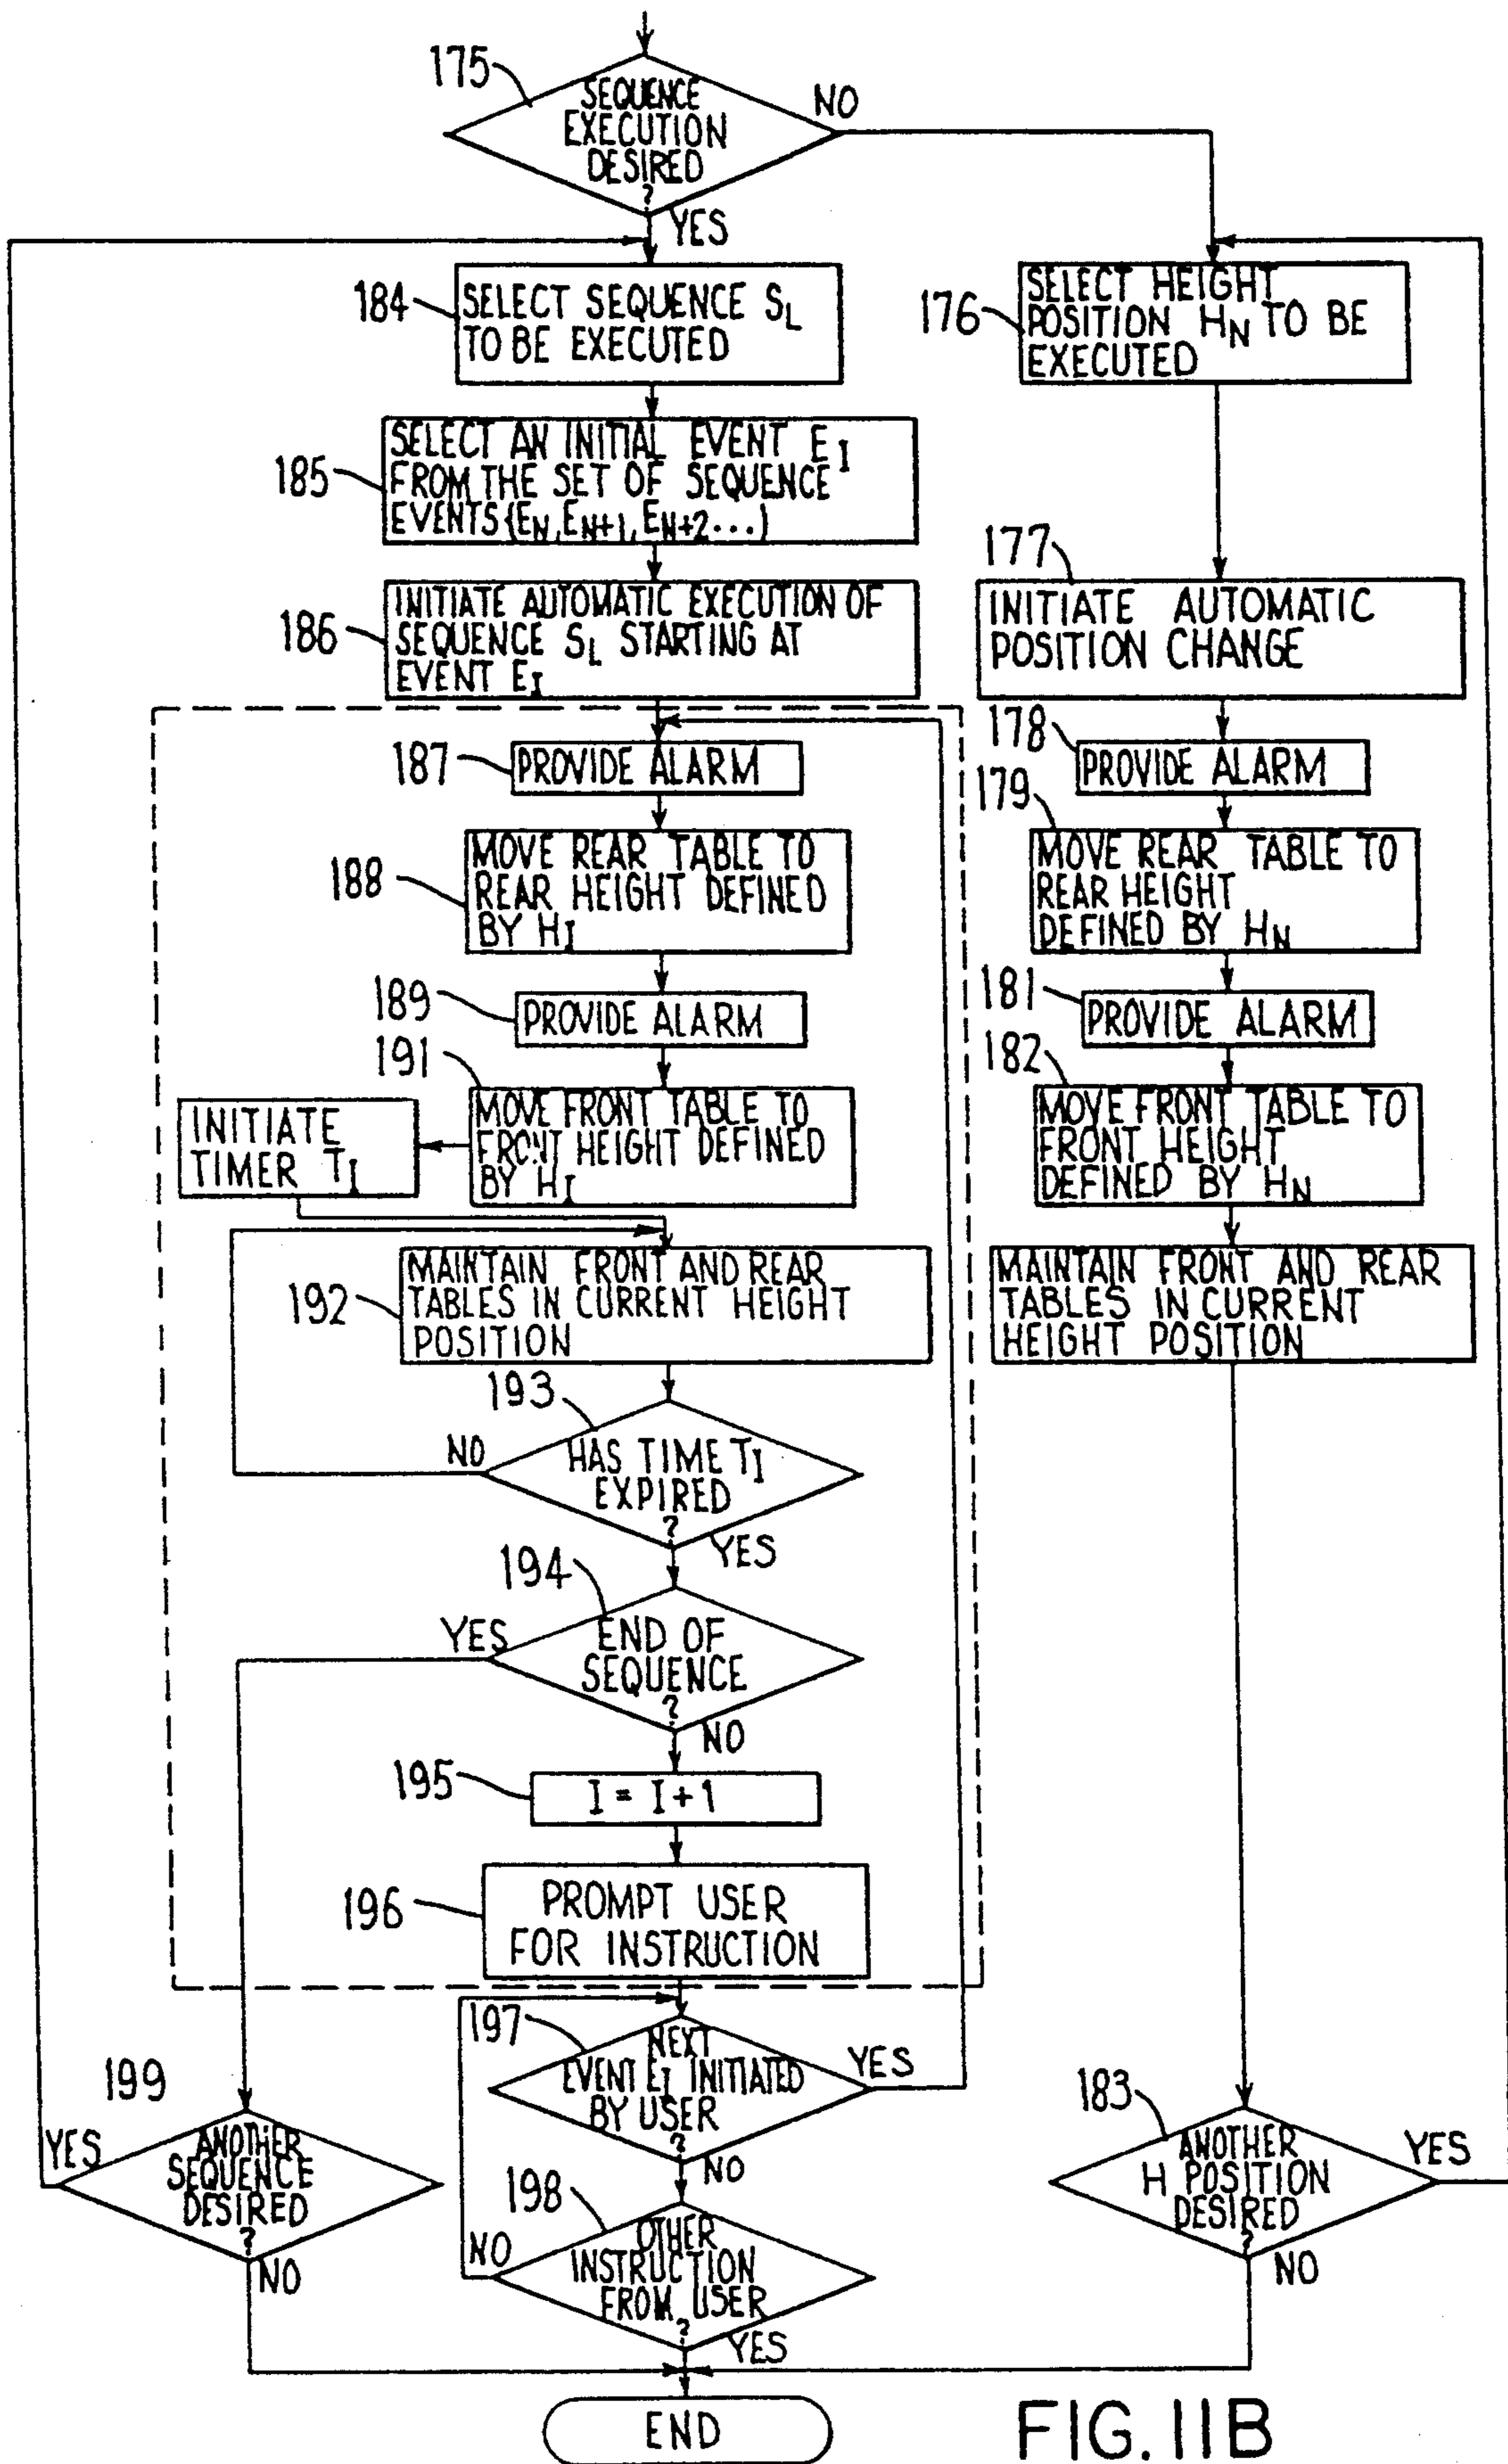 175
SEQUENCE
EXECUTION
DESIRED
?
NO
YES
184
SELECT SEQUENCE SL
TO BE EXECUTED
176
SELECT HEIGHT
POSITION HN TO BE
EXECUTED
185
SELECT AN INITIAL EVENT EI
FROM THE SET OF SEQUENCE
EVENTS (EN, EN+1, EN+2...)
186
INITIATE AUTOMATIC EXECUTION OF
SEQUENCE SL STARTING AT
EVENT EI
177
INITIATE AUTOMATIC
POSITION CHANGE
187
PROVIDE ALARM
178
PROVIDE ALARM
188
MOVE REAR TABLE TO
REAR HEIGHT DEFINED
BY HI
179
MOVE REAR TABLE TO
REAR HEIGHT
DEFINED BY HN
189
PROVIDE ALARM
181
PROVIDE ALARM
191
MOVE FRONT TABLE TO
FRONT HEIGHT DEFINED
BY HI
INITIATE
TIMER TI
182
MOVE FRONT TABLE TO
FRONT HEIGHT
DEFINED BY HN
192
MAINTAIN FRONT AND REAR
TABLES IN CURRENT HEIGHT
POSITION
MAINTAIN FRONT AND REAR
TABLES IN CURRENT
HEIGHT POSITION
193
HAS TIME TI
EXPIRED
?
NO
YES
194
END OF
SEQUENCE
?
YES
NO
195
I = I+1
196
PROMPT USER
FOR INSTRUCTION
197
NEXT
EVENT EI INITIATED
BY USER
?
YES
NO
199
ANOTHER
SEQUENCE
DESIRED
?
YES
NO
198
OTHER
INSTRUCTION
FROM USER
?
NO
YES
183
ANOTHER
H POSITION
DESIRED
?
YES
NO
END
FIG. 11B